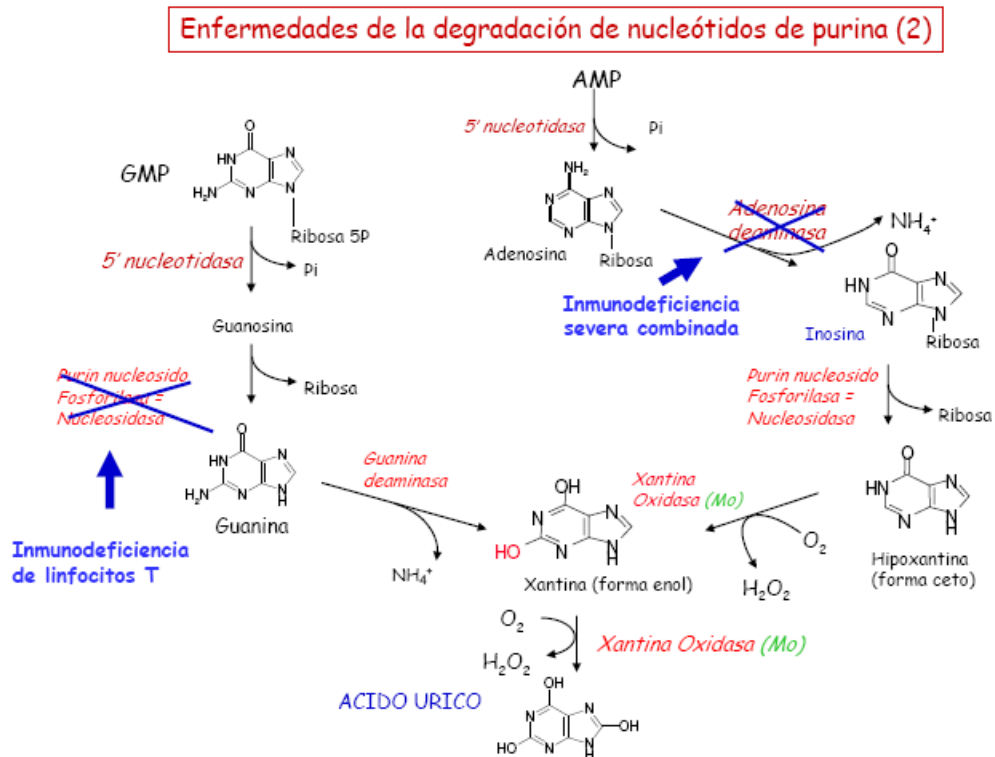 Enfermedades de la degradación de nucleótidos de purina (2)
AMP
5' nucleotidasa
Pi
NH2
N
N
N
N
Adenosina
Ribosa
Adenosina
deaminasa
NH4+
Inmunodeficiencia
severa combinada
O
HN
N
N
N
Inosina
Ribosa
Purin nucleosido
Fosforilasa =
Nucleosidasa
Ribosa
O
HN
N
N
N
H
Hipoxantina
(forma ceto)
GMP
O
HN
N
H2N
N
N
Ribosa 5P
5' nucleotidasa
Pi
Guanosina
Ribosa
Purin nucleosido
Fosforilasa =
Nucleosidasa
Inmunodeficiencia
de linfocitos T
O
HN
N
H2N
N
N
H
Guanina
Guanina
deaminasa
NH4+
OH
N
N
HO
N
N
H
Xantina (forma enol)
Xantina
Oxidasa (Mo)
O2
H2O2
O2
H2O2
Xantina Oxidasa (Mo)
ACIDO URICO
OH
N
N
OH
HO
N
N
H